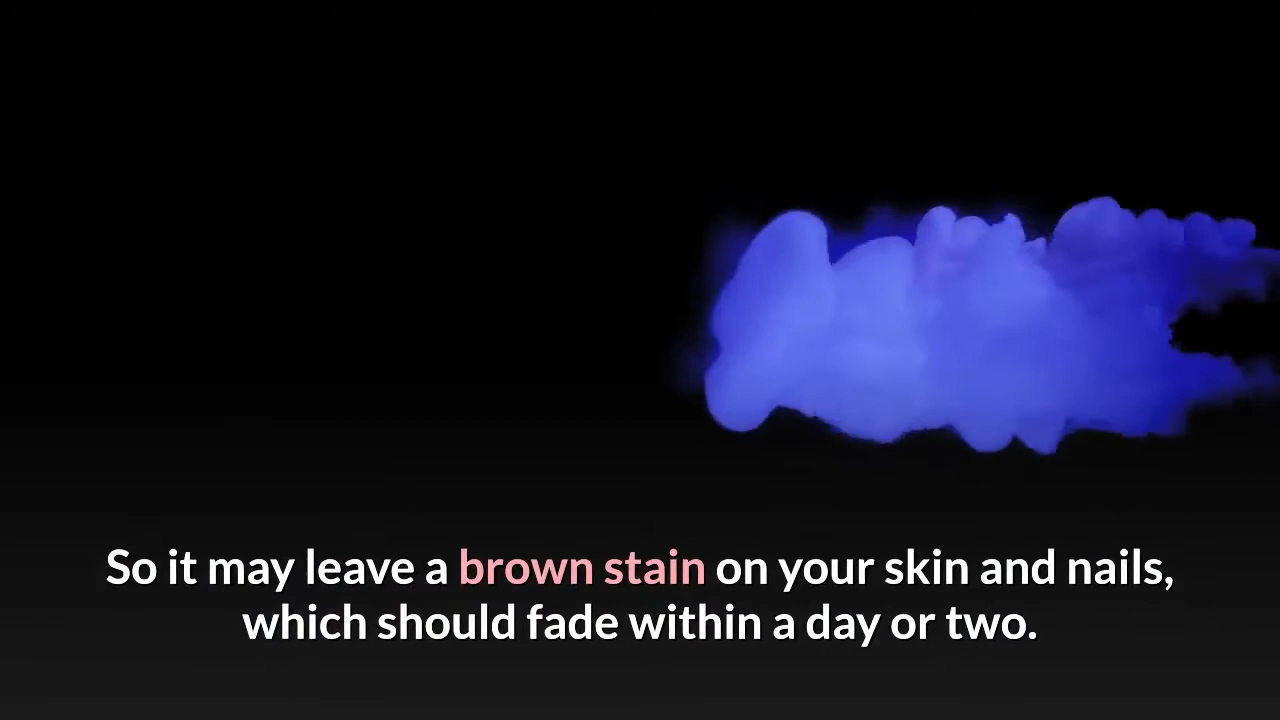 So it may leave a brown stain on your skin and nails,
which should fade within a day or two.